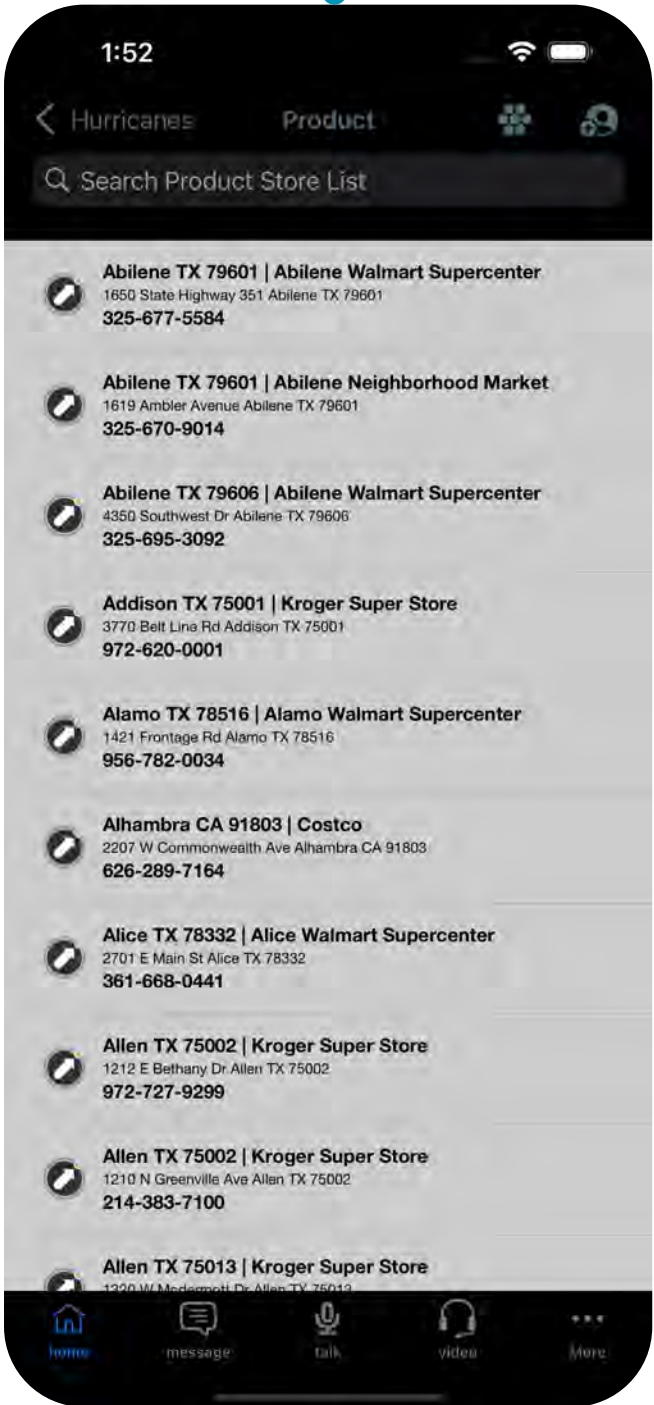 1:52
Hurricanes Product
Search Product Store List
Abilene TX 79601 | Abilene Walmart Supercenter
1650 State Highway 351 Abilene TX 79601
325-677-5584
Abilene TX 79601 | Abilene Neighborhood Market
1619 Ambler Avenue Abilene TX 79601
325-670-9014
Abilene TX 79606 | Abilene Walmart Supercenter
4350 Southwest Dr Abilene TX 79606
325-695-3092
Addison TX 75001 | Kroger Super Store
3770 Belt Line Rd Addison TX 75001
972-620-0001
Alamo TX 78516 | Alamo Walmart Supercenter
1421 Frontage Rd Alamo TX 78516
956-782-0034
Alhambra CA 91803 | Costco
2207 W Commonwealth Ave Alhambra CA 91803
626-289-7164
Alice TX 78332 | Alice Walmart Supercenter
2701 E Main St Alice TX 78332
361-668-0441
Allen TX 75002 | Kroger Super Store
1212 E Bethany Dr Allen TX 75002
972-727-9299
Allen TX 75002 | Kroger Super Store
1210 N Greenville Ave Allen TX 75002
214-383-7100
Allen TX 75013 | Kroger Super Store
1320 W Mcdermott Dr Allen TX 75013
home message talk video More